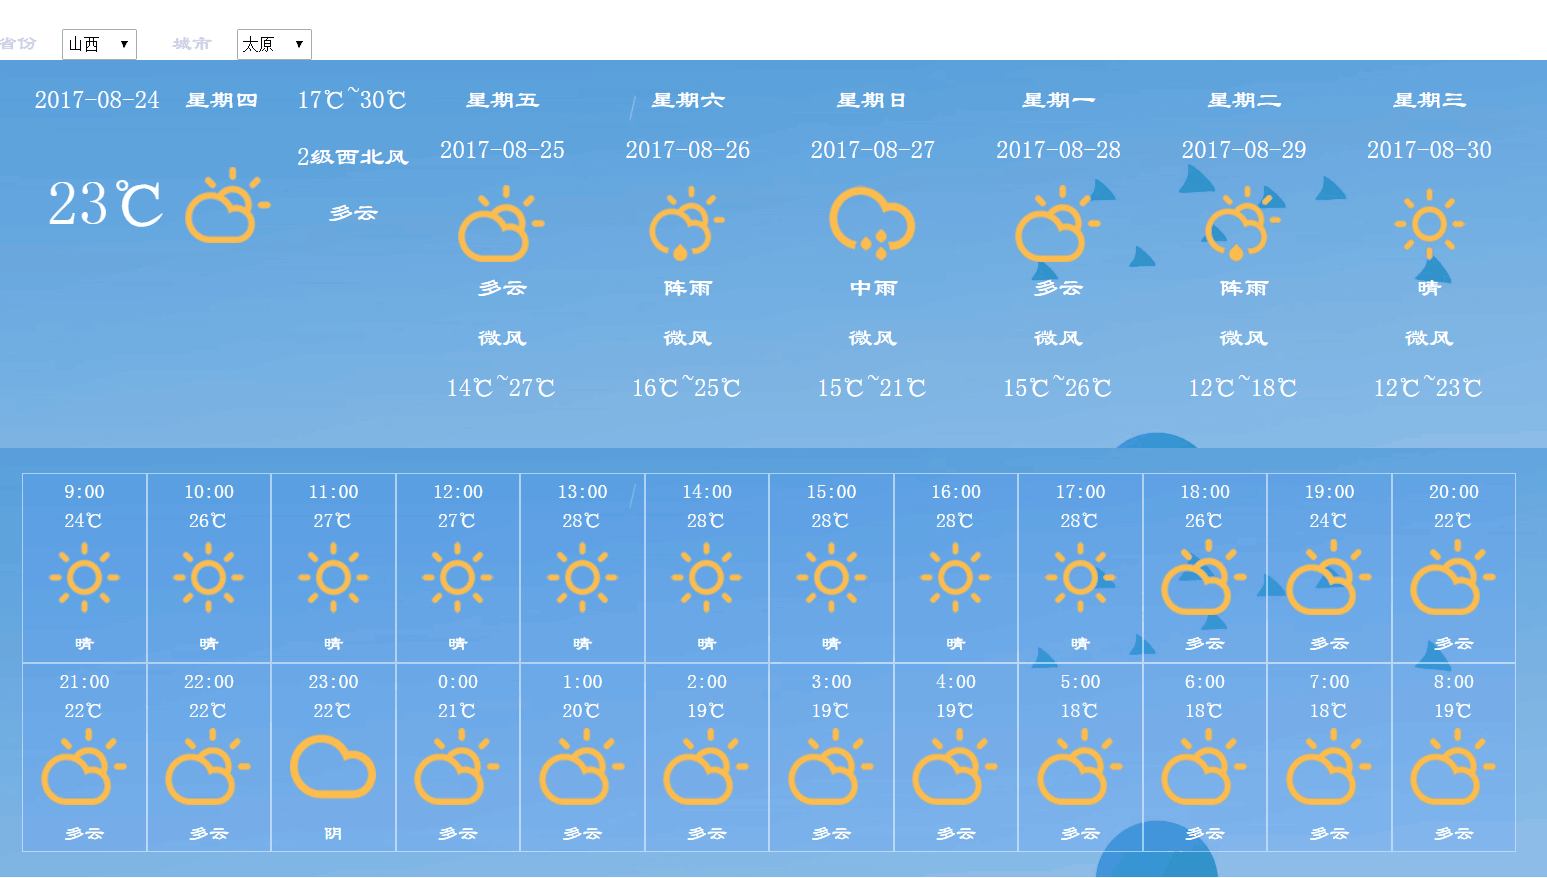 省份 山西 城市 太原
2017-08-24 星期四 17℃~30℃
2级西北风
23℃
多云
星期五
2017-08-25
多云
微风
14℃~27℃
星期六
2017-08-26
阵雨
微风
16℃~25℃
星期日
2017-08-27
中雨
微风
15℃~21℃
星期一
2017-08-28
多云
微风
15℃~26℃
星期二
2017-08-29
阵雨
微风
12℃~18℃
星期三
2017-08-30
晴
微风
12℃~23℃
9:00
24℃
晴
10:00
26℃
晴
11:00
27℃
晴
12:00
27℃
晴
13:00
28℃
晴
14:00
28℃
晴
15:00
28℃
晴
16:00
28℃
晴
17:00
28℃
晴
18:00
26℃
多云
19:00
24℃
多云
20:00
22℃
多云
21:00
22℃
多云
22:00
22℃
多云
23:00
22℃
阴
0:00
21℃
多云
1:00
20℃
多云
2:00
19℃
多云
3:00
19℃
多云
4:00
19℃
多云
5:00
18℃
多云
6:00
18℃
多云
7:00
18℃
多云
8:00
19℃
多云